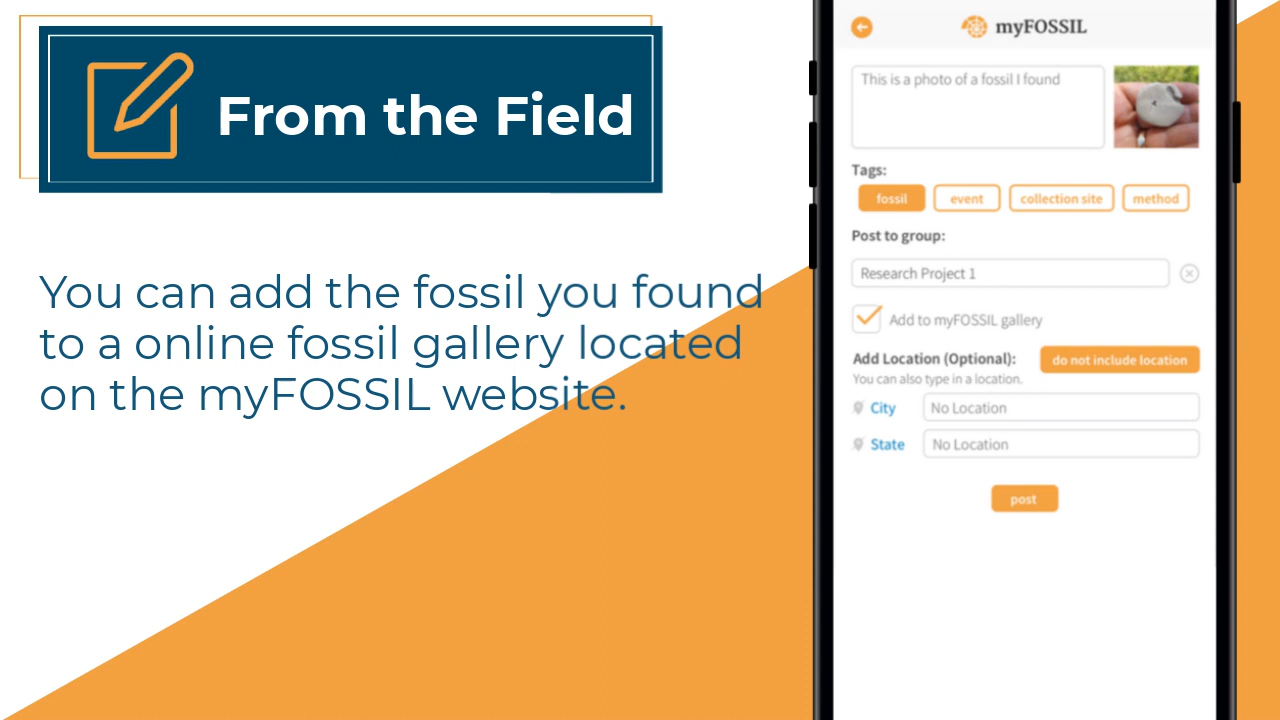 From the Field
You can add the fossil you found
to a online fossil gallery located
on the myFOSSIL website.
myFOSSIL
This is a photo of a fossil I found
Tags:
fossil event collection site method
Post to group:
Research Project 1
Add to myFOSSIL gallery
Add Location (Optional): do not include location
You can also type in a location.
City No Location
State No Location
post